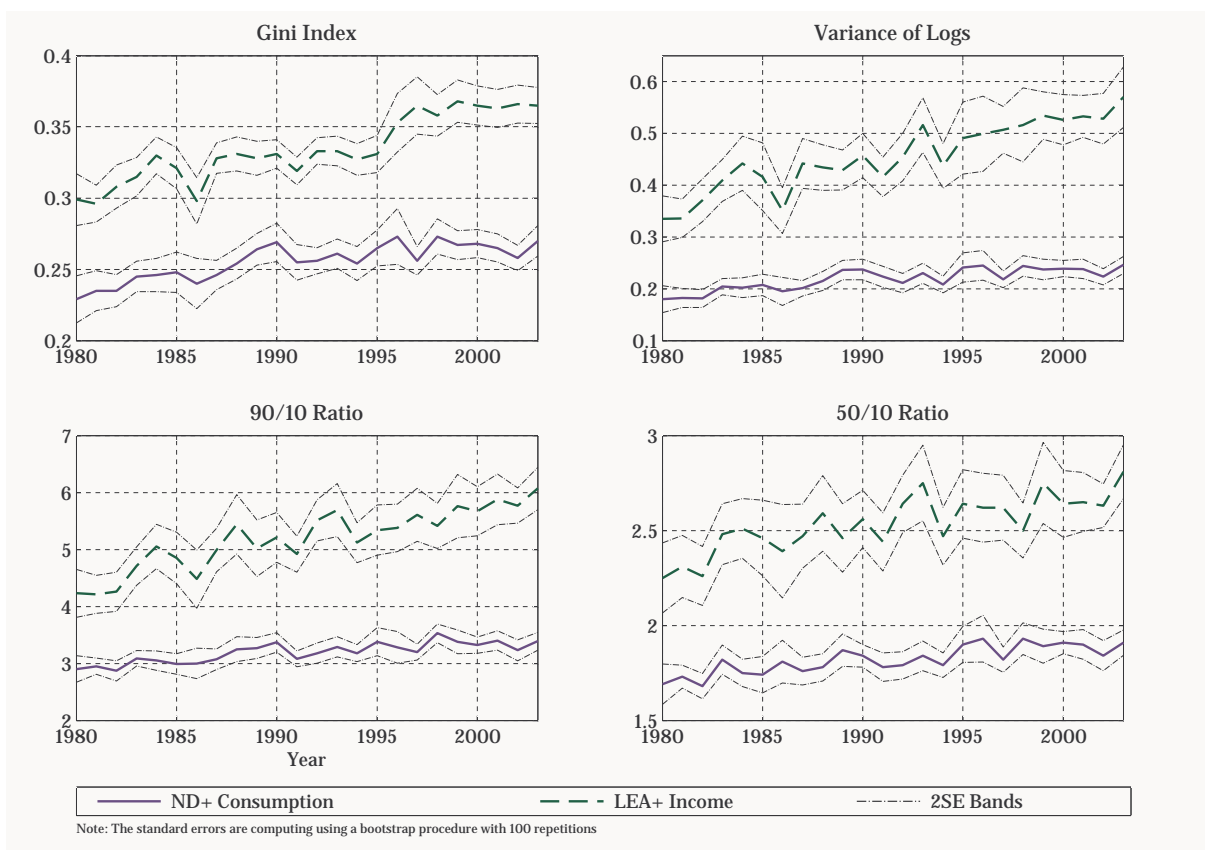 Gini Index
0.4
0.35
0.3
0.25
0.2
1980 1985 1990 1995 2000
Variance of Logs
0.6
0.5
0.4
0.3
0.2
0.1
1980 1985 1990 1995 2000
90/10 Ratio
7
6
5
4
3
2
1980 1985 1990 1995 2000
Year
50/10 Ratio
3
2.5
2
1.5
1980 1985 1990 1995 2000
ND+ Consumption LEA+ Income 2SE Bands
Note: The standard errors are computing using a bootstrap procedure with 100 repetitions